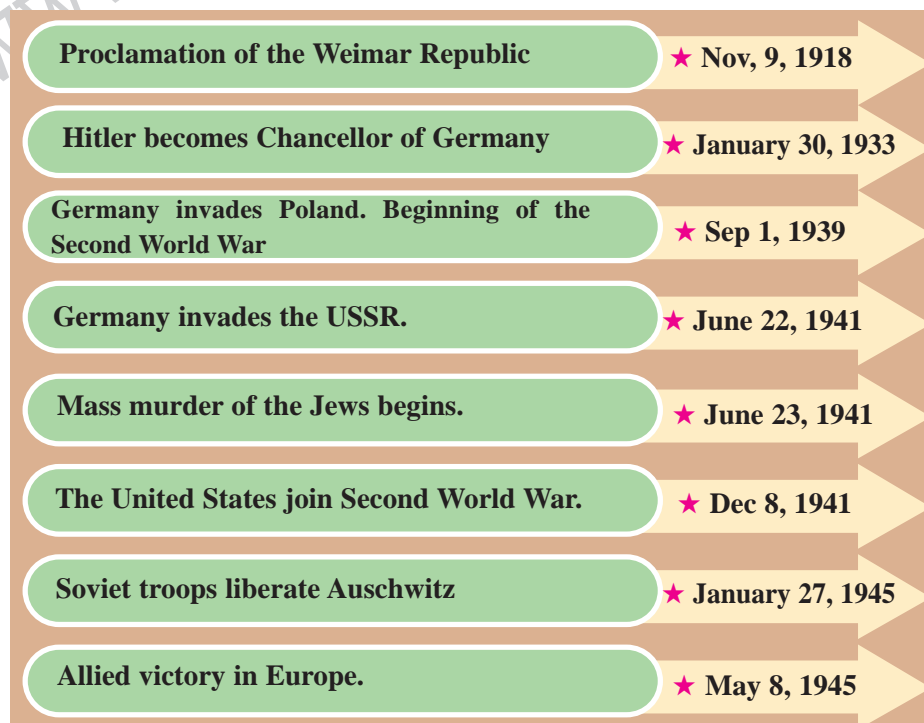 Proclamation of the Weimar Republic
★ Nov, 9, 1918
Hitler becomes Chancellor of Germany
★ January 30, 1933
Germany invades Poland. Beginning of the
Second World War
★ Sep 1, 1939
Germany invades the USSR.
★ June 22, 1941
Mass murder of the Jews begins.
★ June 23, 1941
The United States join Second World War.
★ Dec 8, 1941
Soviet troops liberate Auschwitz
★ January 27, 1945
Allied victory in Europe.
★ May 8, 1945